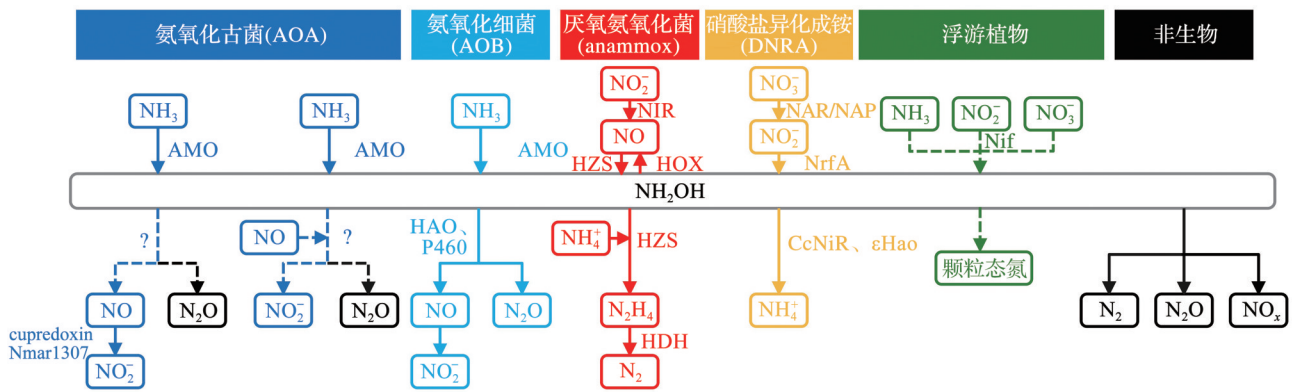 氨氧化古菌(AOA)
氨氧化细菌
(AOB)
厌氧氨氧化菌
(anammox)
硝酸盐异化成铵
(DNRA)
浮游植物
非生物
NH₃
NH₃
NH₃
NO₂⁻
NO₃⁻
NH₃
NO₂⁻
NO₃⁻
NIR
NAR/NAP
NO
NO₂⁻
Nif
AMO
AMO
AMO
HZS
HOX
NrfA
NH₂OH
?
NO
?
HAO、
P460
NH₄⁺
HZS
CcNiR、εHao
颗粒态氮
NO
N₂O
NO₂⁻
N₂O
NO
N₂O
N₂H₄
NH₄⁺
N₂
N₂O
NOₓ
cupredoxin
Nmar1307
HDH
NO₂⁻
NO₂⁻
N₂